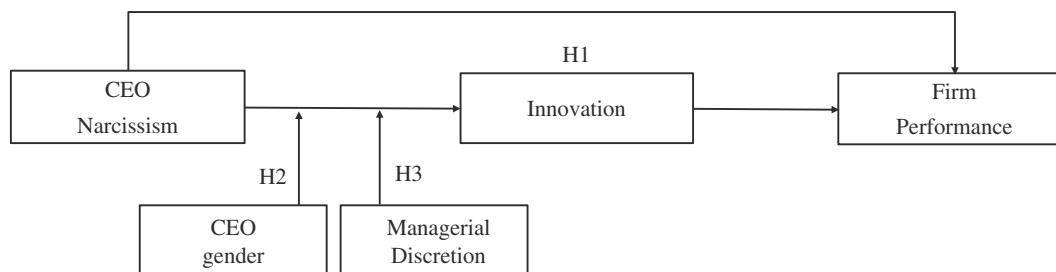 H1
CEO
Narcissism
Innovation
Firm
Performance
H2
H3
CEO
gender
Managerial
Discretion